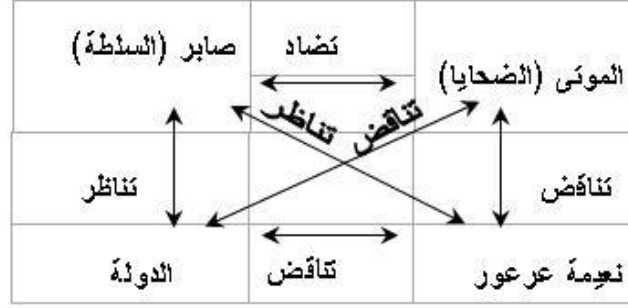 الموتى (الضحايا)
تضاد
صابر (السلطة)
تناقض
تناظر
تناقض
تناظر
نعيمة عرعور
تناقض
الدولة